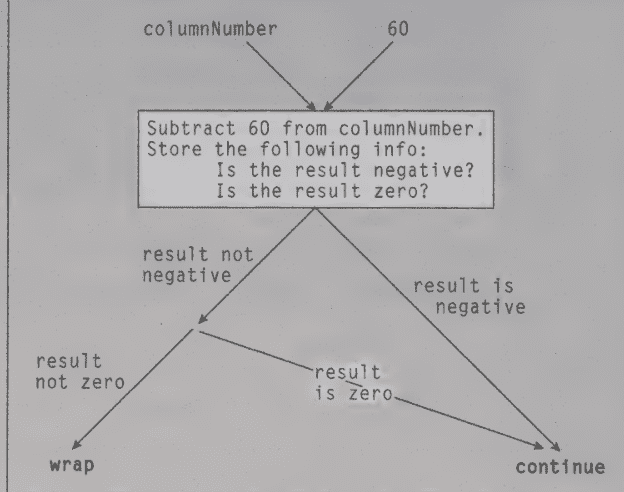 columnNumber 60
Subtract 60 from columnNumber.
Store the following info:
Is the result negative?
Is the result zero?
result not
negative
result is
negative
result
not zero
result
is zero
wrap
continue